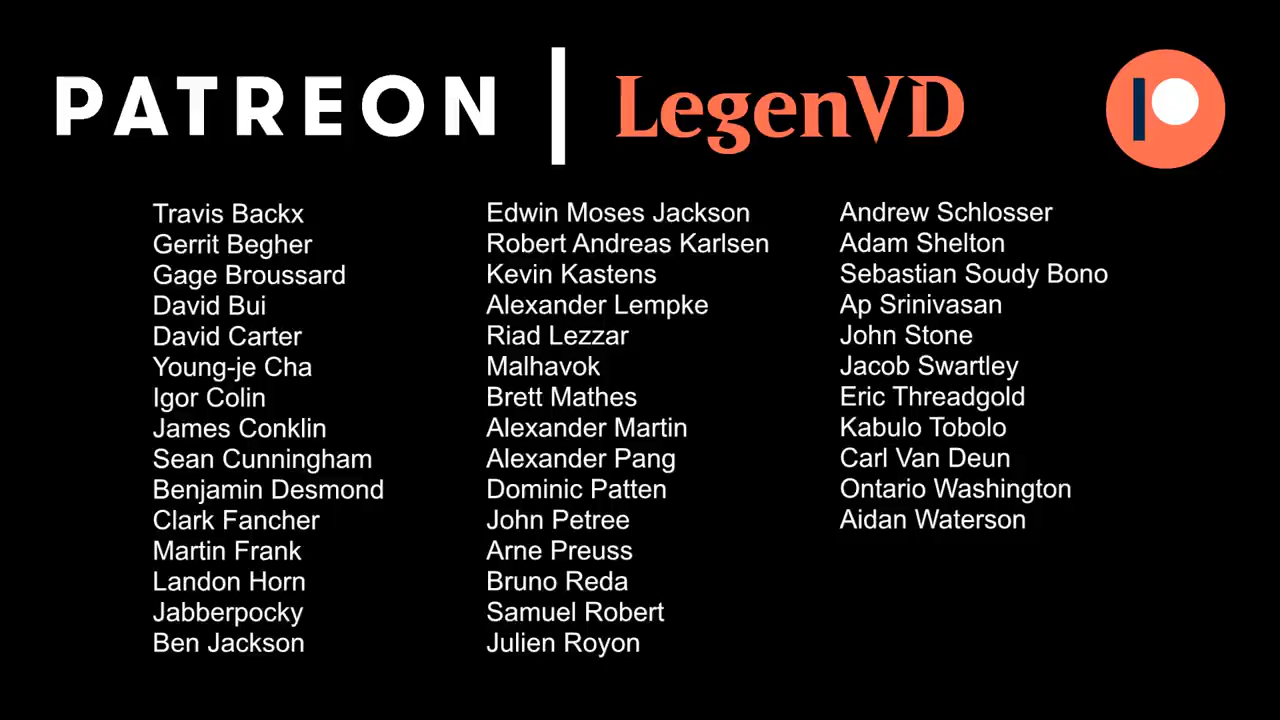 PATREON | LegenVD
Travis Backx
Gerrit Begher
Gage Broussard
David Bui
David Carter
Young-je Cha
Igor Colin
James Conklin
Sean Cunningham
Benjamin Desmond
Clark Fancher
Martin Frank
Landon Horn
Jabberpocky
Ben Jackson
Edwin Moses Jackson
Robert Andreas Karlsen
Kevin Kastens
Alexander Lempke
Riad Lezzar
Malhavok
Brett Mathes
Alexander Martin
Alexander Pang
Dominic Patten
John Petree
Arne Preuss
Bruno Reda
Samuel Robert
Julien Royon
Andrew Schlosser
Adam Shelton
Sebastian Soudy Bono
Ap Srinivasan
John Stone
Jacob Swartley
Eric Threadgold
Kabulo Tobolo
Carl Van Deun
Ontario Washington
Aidan Waterson